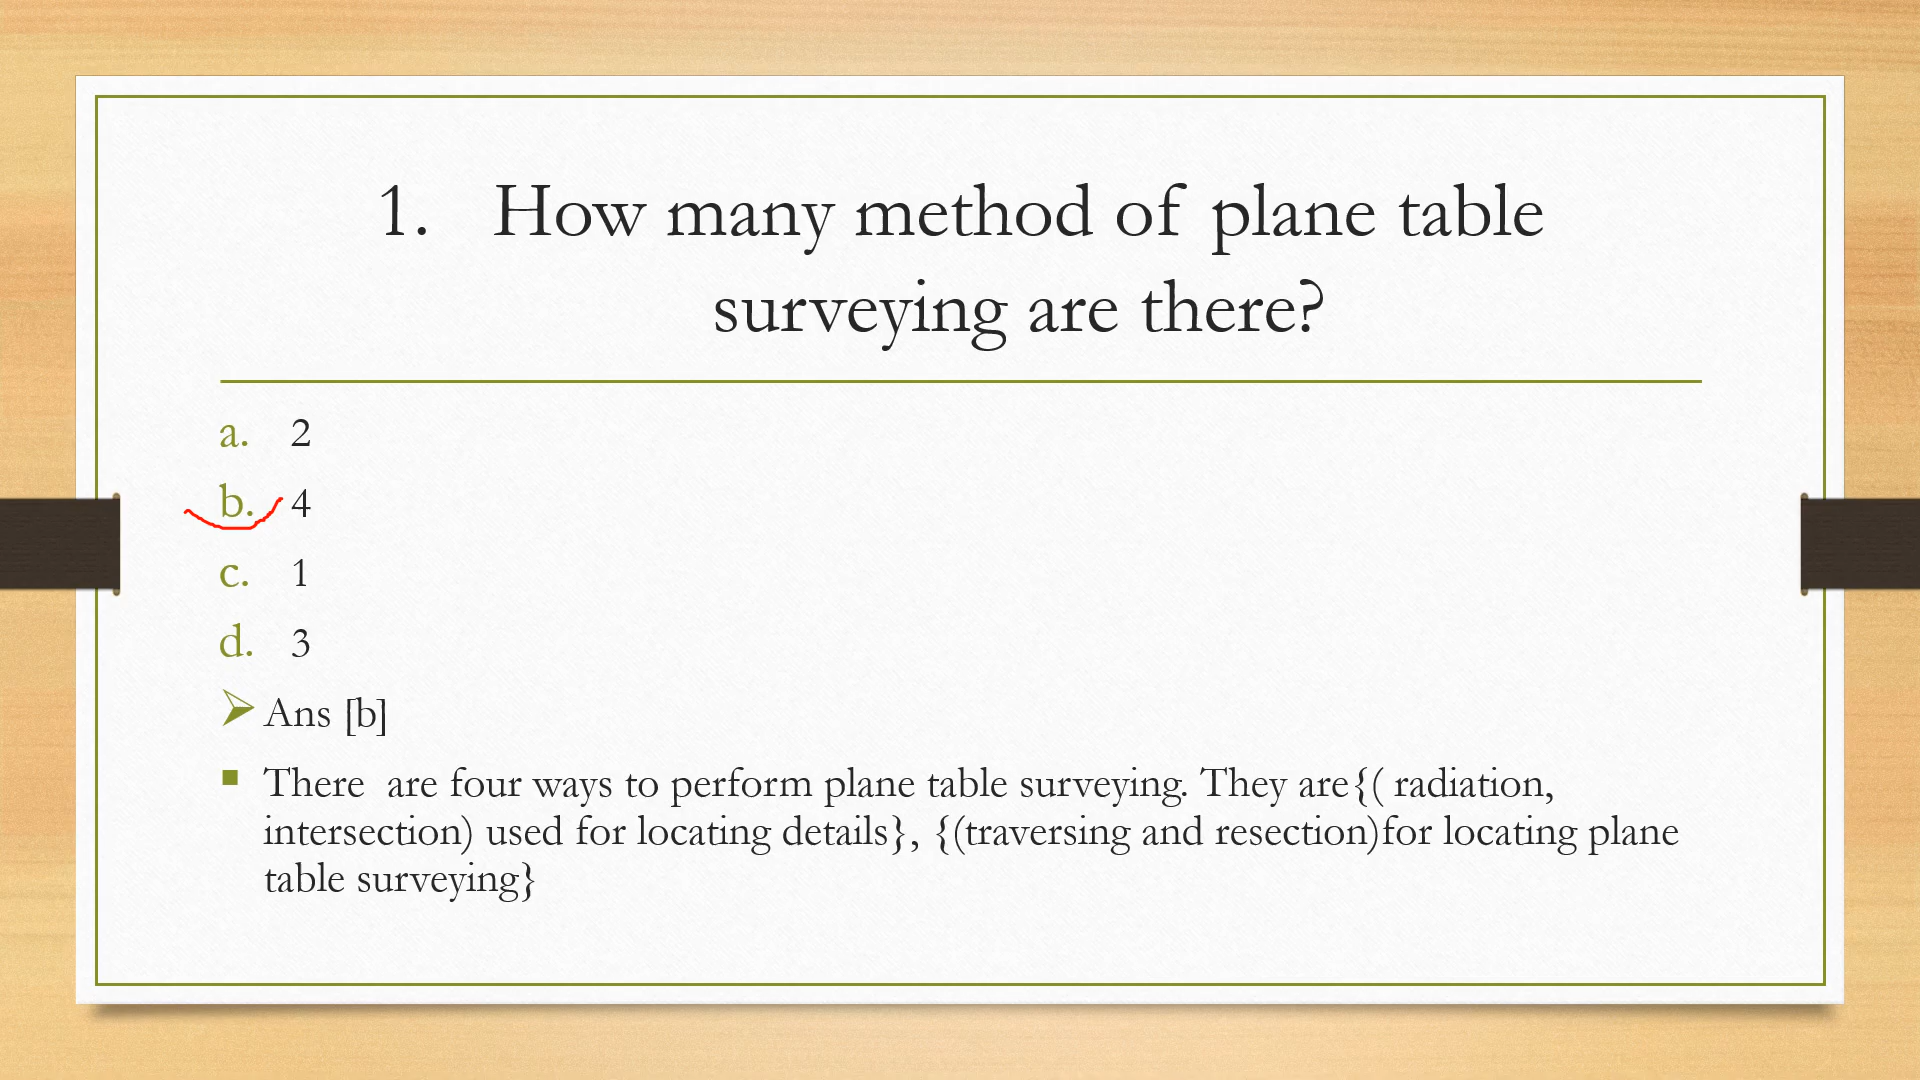 1. How many method of plane table
surveying are there?
a. 2
b. 4
c. 1
d. 3
Ans [b]
There are four ways to perform plane table surveying. They are{( radiation,
intersection) used for locating details}, {(traversing and resection)for locating plane
table surveying}